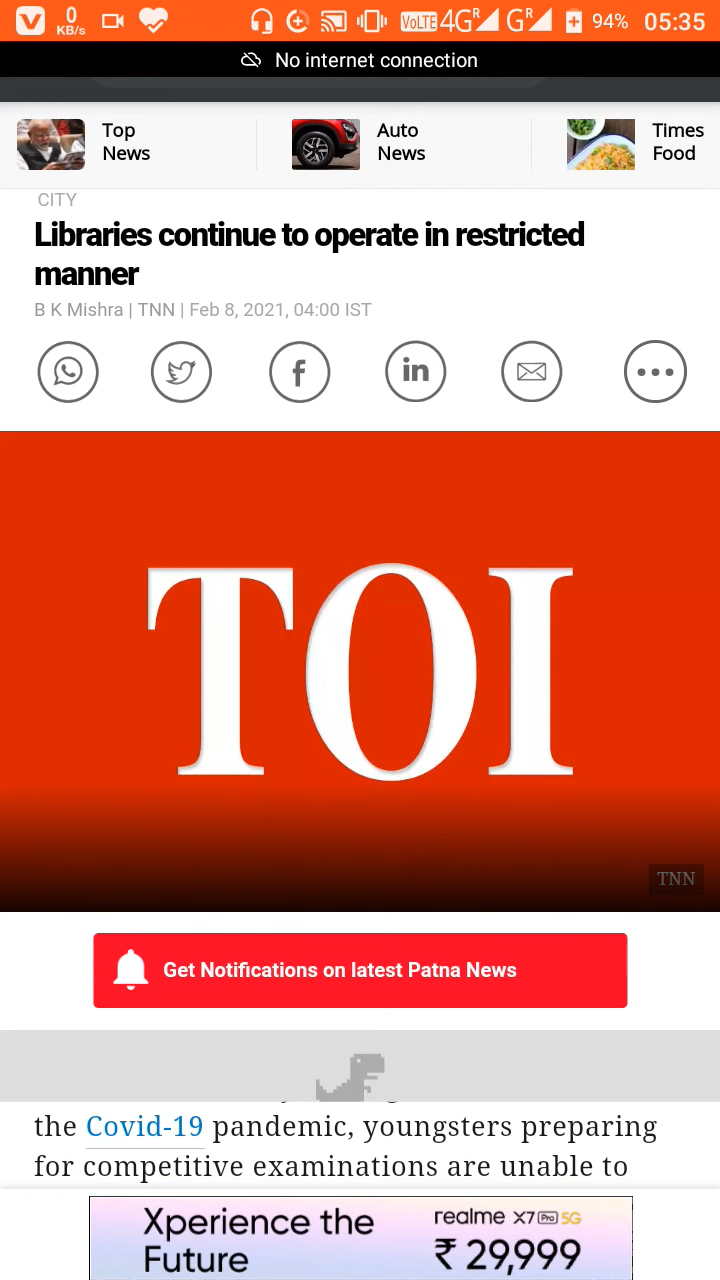 0
KB/s
VoLTE 4G R G R 94% 05:35
No internet connection
Top
News
Auto
News
Times
Food
CITY
Libraries continue to operate in restricted
manner
B K Mishra | TNN | Feb 8, 2021, 04:00 IST
TOI
TNN
Get Notifications on latest Patna News
the Covid-19 pandemic, youngsters preparing
for competitive examinations are unable to
Xperience the
Future
realme X7 Pro 5G
₹ 29,999